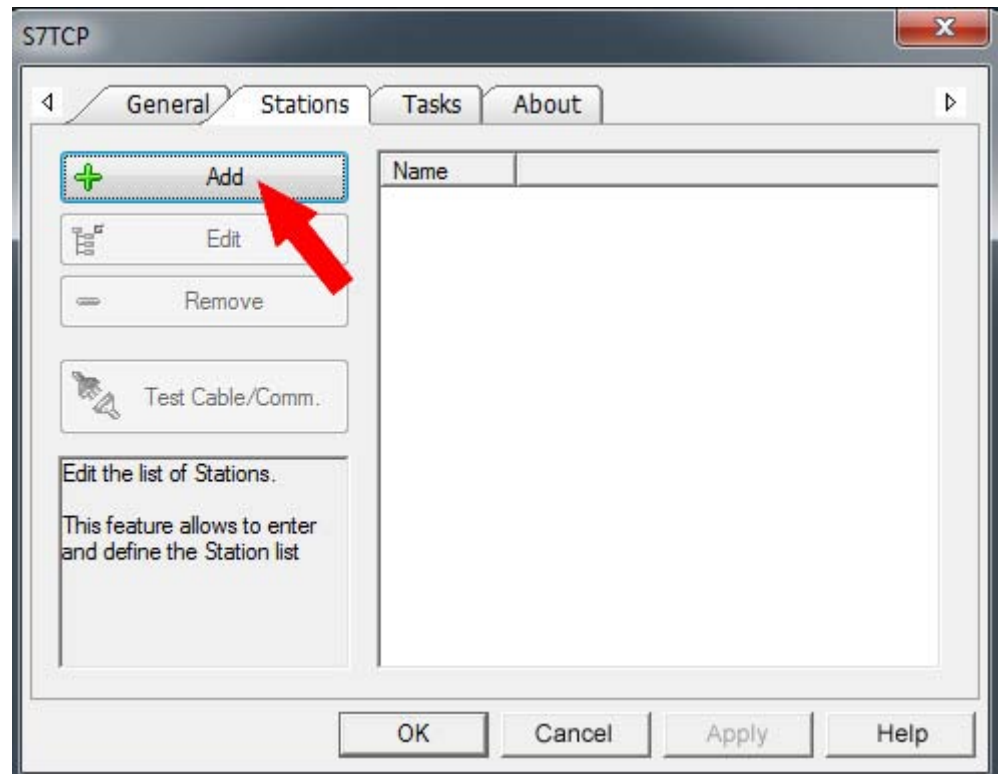 S7TCP
General Stations Tasks About
Add
Name
Edit
Remove
Test Cable/Comm.
Edit the list of Stations.
This feature allows to enter
and define the Station list
OK Cancel Apply Help